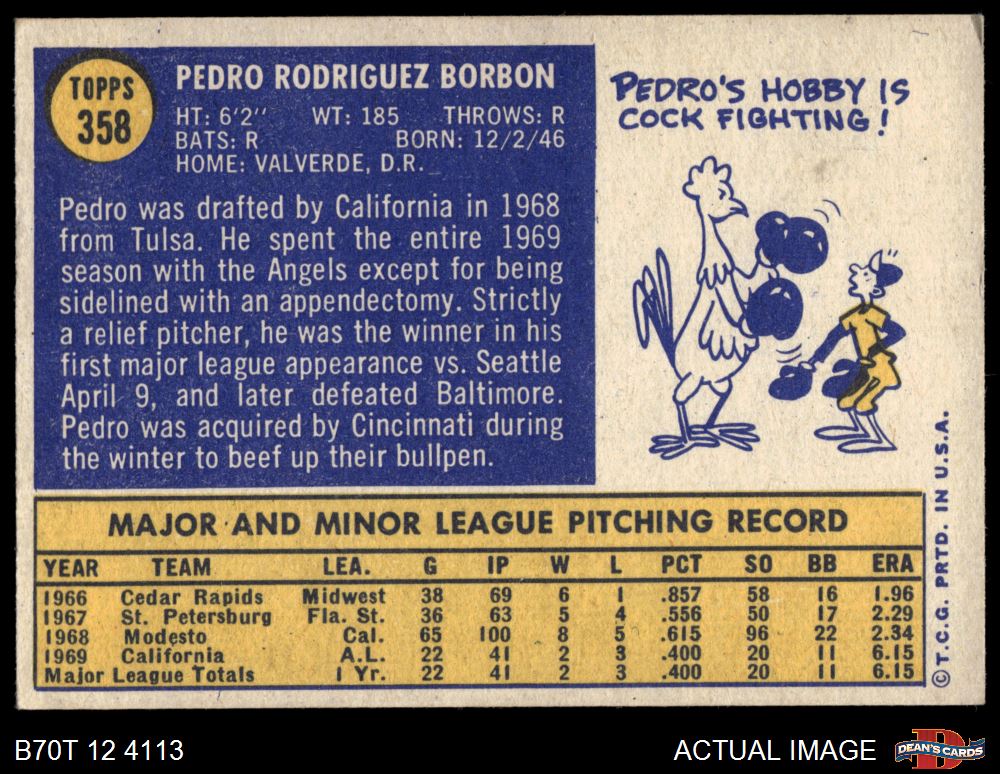 TOPPS
358
PEDRO RODRIGUEZ BORBON
HT: 6'2" WT: 185 THROWS: R
BATS: R BORN: 12/2/46
HOME: VALVERDE, D.R.
Pedro was drafted by California in 1968
from Tulsa. He spent the entire 1969
season with the Angels except for being
sidelined with an appendectomy. Strictly
a relief pitcher, he was the winner in his
first major league appearance vs. Seattle
April 9, and later defeated Baltimore.
Pedro was acquired by Cincinnati during
the winter to beef up their bullpen.
PEDRO'S HOBBY IS
COCK FIGHTING!
MAJOR AND MINOR LEAGUE PITCHING RECORD
YEAR TEAM LEA. G IP W L PCT SO BB ERA
1966 Cedar Rapids Midwest 38 69 6 1 .857 58 16 1.96
1967 St. Petersburg Fla. St. 36 63 5 4 .556 50 17 2.29
1968 Modesto Cal. 65 100 8 5 .615 96 22 2.34
1969 California A.L. 22 41 2 3 .400 20 11 6.15
Major League Totals 1 Yr. 22 41 2 3 .400 20 11 6.15
© T.C.G. PRTD. IN U.S.A.
B70T 12 4113
ACTUAL IMAGE
DEAN'S CARDS